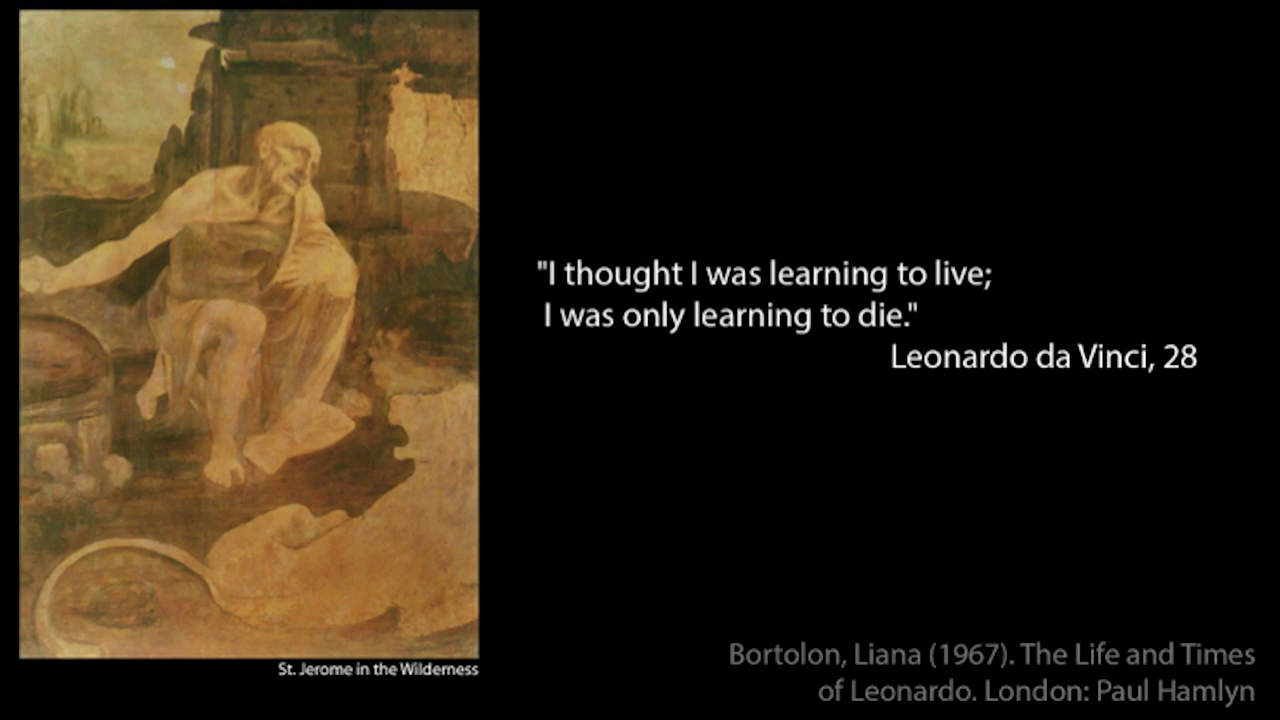 "I thought I was learning to live;
I was only learning to die."
Leonardo da Vinci, 28
St. Jerome in the Wilderness
Bortolon, Liana (1967). The Life and Times
of Leonardo. London: Paul Hamlyn